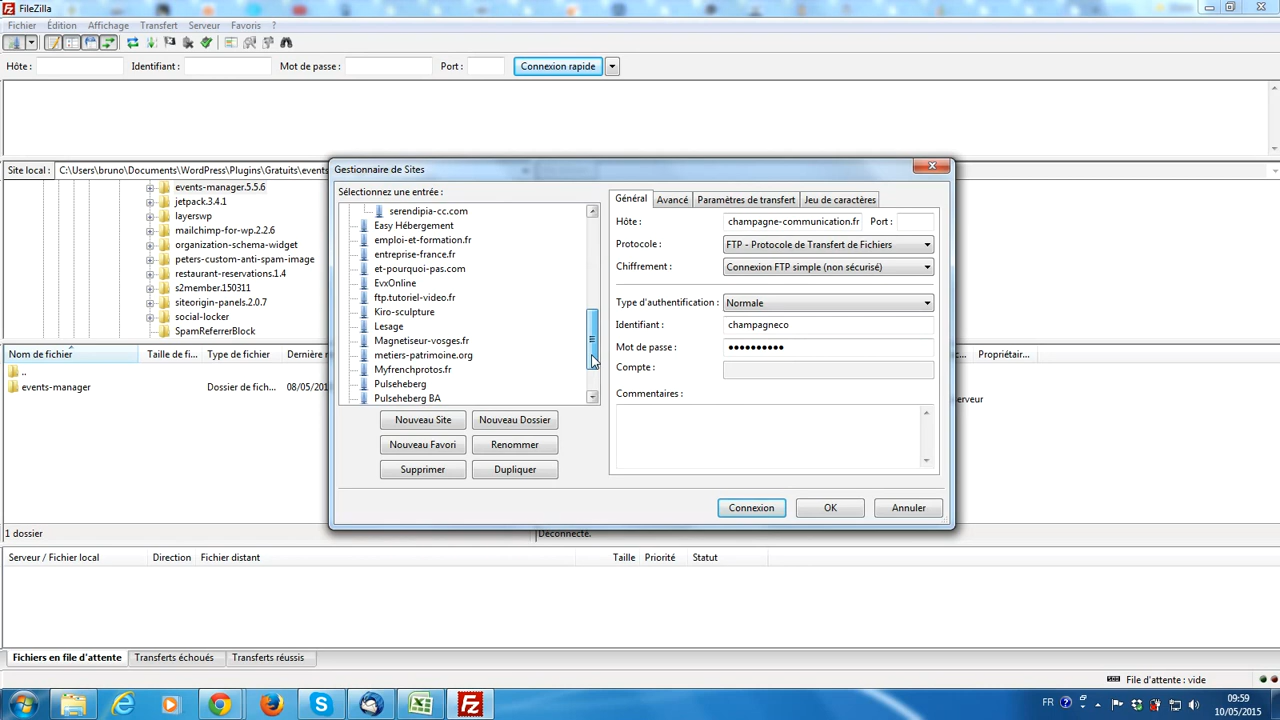 FileZilla
Fichier Édition Affichage Transfert Serveur Favoris ?
Hôte : Identifiant : Mot de passe : Port : Connexion rapide
Site local : C:\Users\bruno\Documents\WordPress\Plugins\Gratuits\events
events-manager.5.5.6
jetpack.3.4.1
layerswp
mailchimp-for-wp.2.2.6
organization-schema-widget
peters-custom-anti-spam-image
restaurant-reservations.1.4
s2member.150311
siteorigin-panels.2.0.7
social-locker
SpamReferrerBlock
Nom de fichier Taille de fi... Type de fichier Dernière
..
events-manager Dossier de fich... 08/05/201
1 dossier
Gestionnaire de Sites
Sélectionnez une entrée :
serendipia-cc.com
Easy Hébergement
emploi-et-formation.fr
entreprise-france.fr
et-pourquoi-pas.com
EvxOnline
ftp.tutoriel-video.fr
Kiro-sculpture
Lesage
Magnetiseur-vosges.fr
metiers-patrimoine.org
Myfrenchprotos.fr
Pulseheberg
Pulseheberg BA
Nouveau Site Nouveau Dossier
Nouveau Favori Renommer
Supprimer Dupliquer
Général Avancé Paramètres de transfert Jeu de caractères
Hôte : champagne-communication.fr Port :
Protocole : FTP - Protocole de Transfert de Fichiers
Chiffrement : Connexion FTP simple (non sécurisé)
Type d'authentification : Normale
Identifiant : champagneco
Mot de passe : ●●●●●●●●●●
Compte :
Commentaires :
Connexion OK Annuler
Propriétair...
serveur
Déconnecté.
Serveur / Fichier local Direction Fichier distant Taille Priorité Statut
Fichiers en file d'attente Transferts échoués Transferts réussis
File d'attente : vide
FR 09:59
10/05/2015